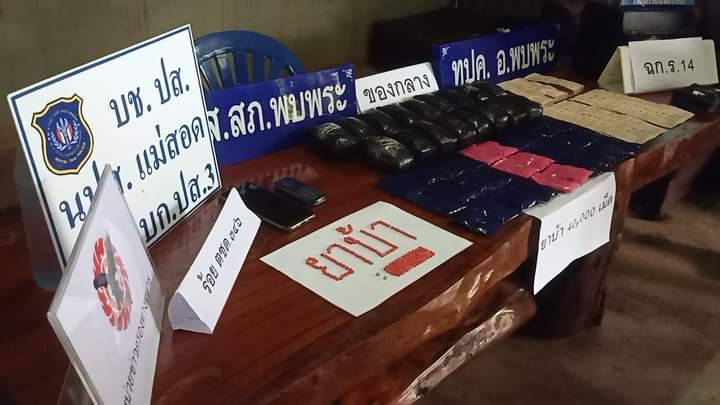 บช. ปส.
นปส. แม่สอด
บก.ปส.3
ส.สภ.พบพระ
ของกลาง
ทปค. อ.พบพระ
ฉก.ร.14
ร้อย ตชด ๓๔๖
ยาบ้า
ยาบ้า 40,000 เม็ด